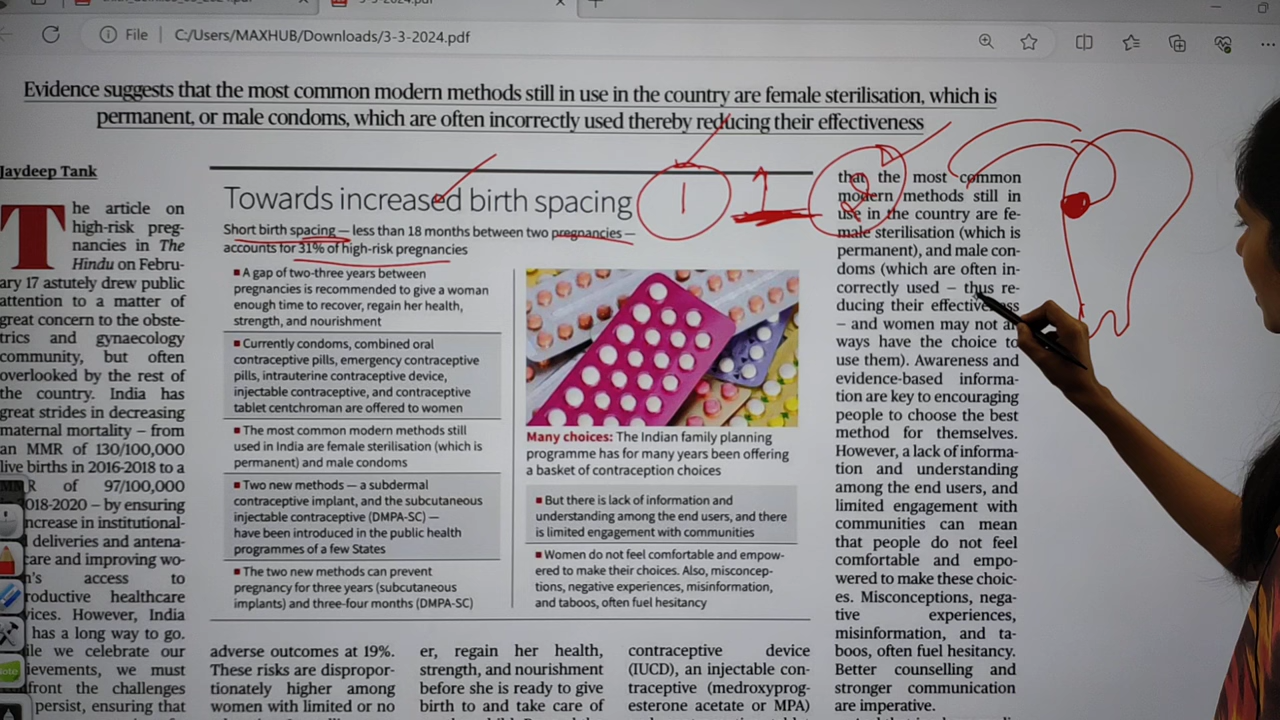 3-3-2024.pdf
File
C:/Users/MAXHUB/Downloads/3-3-2024.pdf
Evidence suggests that the most common modern methods still in use in the country are female sterilisation, which is
permanent, or male condoms, which are often incorrectly used thereby reducing their effectiveness
Jaydeep Tank
The article on
high-risk preg-
nancies in The
Hindu on Febru-
ary 17 astutely drew public
attention to a matter of
great concern to the obste-
trics and gynaecology
community, but often
overlooked by the rest of
the country. India has
great strides in decreasing
maternal mortality – from
an MMR of 130/100,000
live births in 2016-2018 to a
MMR of 97/100,000
2018-2020 – by ensuring
increase in institutional-
deliveries and antena-
care and improving wo-
n's access to
roductive healthcare
vices. However, India
has a long way to go.
ile we celebrate our
ievements, we must
front the challenges
persist, ensuring that
Towards increased birth spacing
Short birth spacing — less than 18 months between two pregnancies —
accounts for 31% of high-risk pregnancies
■ A gap of two-three years between
pregnancies is recommended to give a woman
enough time to recover, regain her health,
strength, and nourishment
■ Currently condoms, combined oral
contraceptive pills, emergency contraceptive
pills, intrauterine contraceptive device,
injectable contraceptive, and contraceptive
tablet centchroman are offered to women
■ The most common modern methods still
used in India are female sterilisation (which is
permanent) and male condoms
■ Two new methods — a subdermal
contraceptive implant, and the subcutaneous
injectable contraceptive (DMPA-SC) —
have been introduced in the public health
programmes of a few States
■ The two new methods can prevent
pregnancy for three years (subcutaneous
implants) and three-four months (DMPA-SC)
Many choices: The Indian family planning
programme has for many years been offering
a basket of contraception choices
■ But there is lack of information and
understanding among the end users, and there
is limited engagement with communities
■ Women do not feel comfortable and empow-
ered to make their choices. Also, misconcep-
tions, negative experiences, misinformation,
and taboos, often fuel hesitancy
1 1 2
adverse outcomes at 19%.
These risks are dispropor-
tionately higher among
women with limited or no
er, regain her health,
strength, and nourishment
before she is ready to give
birth to and take care of
contraceptive device
(IUCD), an injectable con-
traceptive (medroxyprog-
esterone acetate or MPA)
that the most common
modern methods still in
use in the country are fe-
male sterilisation (which is
permanent), and male con-
doms (which are often in-
correctly used – thus re-
ducing their effectiveness
– and women may not al-
ways have the choice to
use them). Awareness and
evidence-based informa-
tion are key to encouraging
people to choose the best
method for themselves.
However, a lack of informa-
tion and understanding
among the end users, and
limited engagement with
communities can mean
that people do not feel
comfortable and empo-
wered to make these choic-
es. Misconceptions, nega-
tive experiences,
misinformation, and ta-
boos, often fuel hesitancy.
Better counselling and
stronger communication
are imperative.